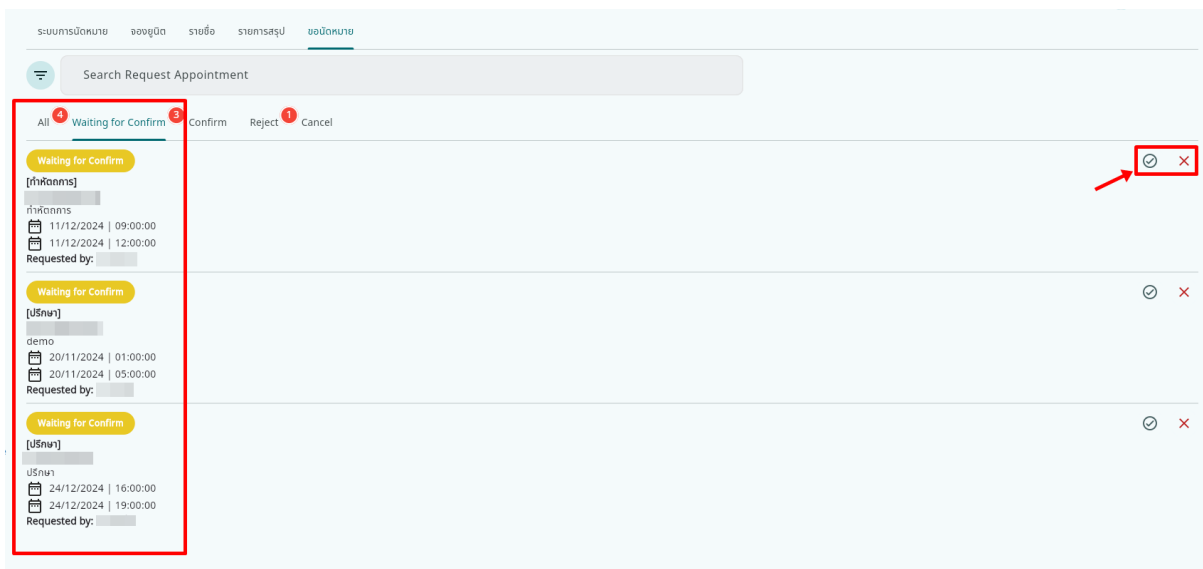 ระบบการนัดหมาย จองยูนิต รายชื่อ รายการสรุป ขอนัดหมาย
Search Request Appointment
All 4 Waiting for Confirm 3 Confirm Reject 1 Cancel
Waiting for Confirm
[ทำหัตถการ]
ทำหัตถการ
11/12/2024 | 09:00:00
11/12/2024 | 12:00:00
Requested by:
Waiting for Confirm
[ปรึกษา]
demo
20/11/2024 | 01:00:00
20/11/2024 | 05:00:00
Requested by:
Waiting for Confirm
[ปรึกษา]
ปรึกษา
24/12/2024 | 16:00:00
24/12/2024 | 19:00:00
Requested by: